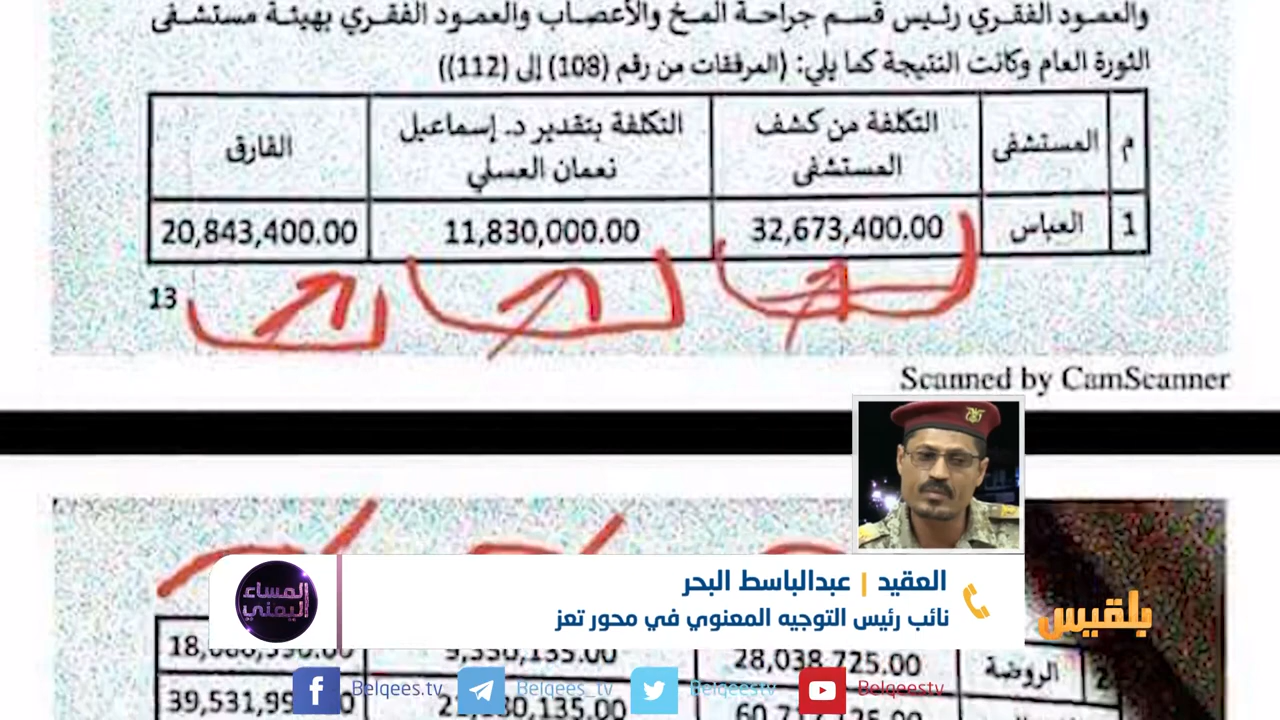 والعمود الفقري رئيس قسم جراحة المخ والأعصاب والعمود الفقري بهيئة مستشفى
الثورة العام وكانت النتيجة كما يلي: (المرفقات من رقم (108) إلى (112))
م المستشفى التكلفة من كشف المستشفى التكلفة بتقدير د. إسماعيل نعمان العسلي الفارق
1 العباس 32,673,400.00 11,830,000.00 20,843,400.00
13
Scanned by CamScanner
العقيد | عبدالباسط البحر
نائب رئيس التوجيه المعنوي في محور تعز
المساء اليمني
بلقيس
2 الروضة 28,038,725.00
Belqees.tv Belqees_tv Belqeestv Belqeestv